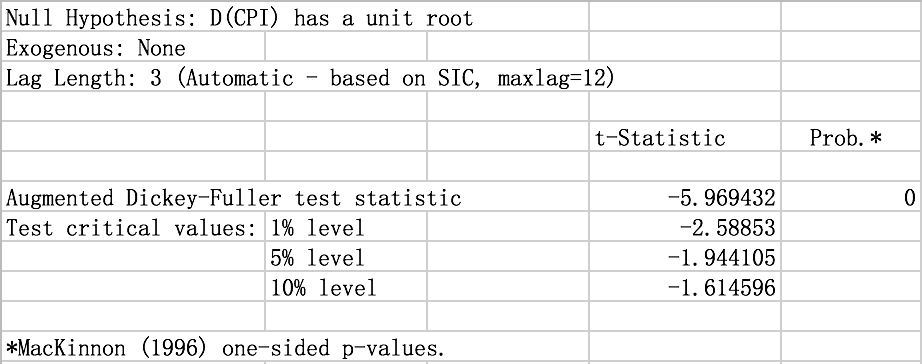 Null Hypothesis: D(CPI) has a unit root
Exogenous: None
Lag Length: 3 (Automatic - based on SIC, maxlag=12)
t-Statistic Prob.*
Augmented Dickey-Fuller test statistic -5.969432 0
Test critical values: 1% level -2.58853
5% level -1.944105
10% level -1.614596
*MacKinnon (1996) one-sided p-values.